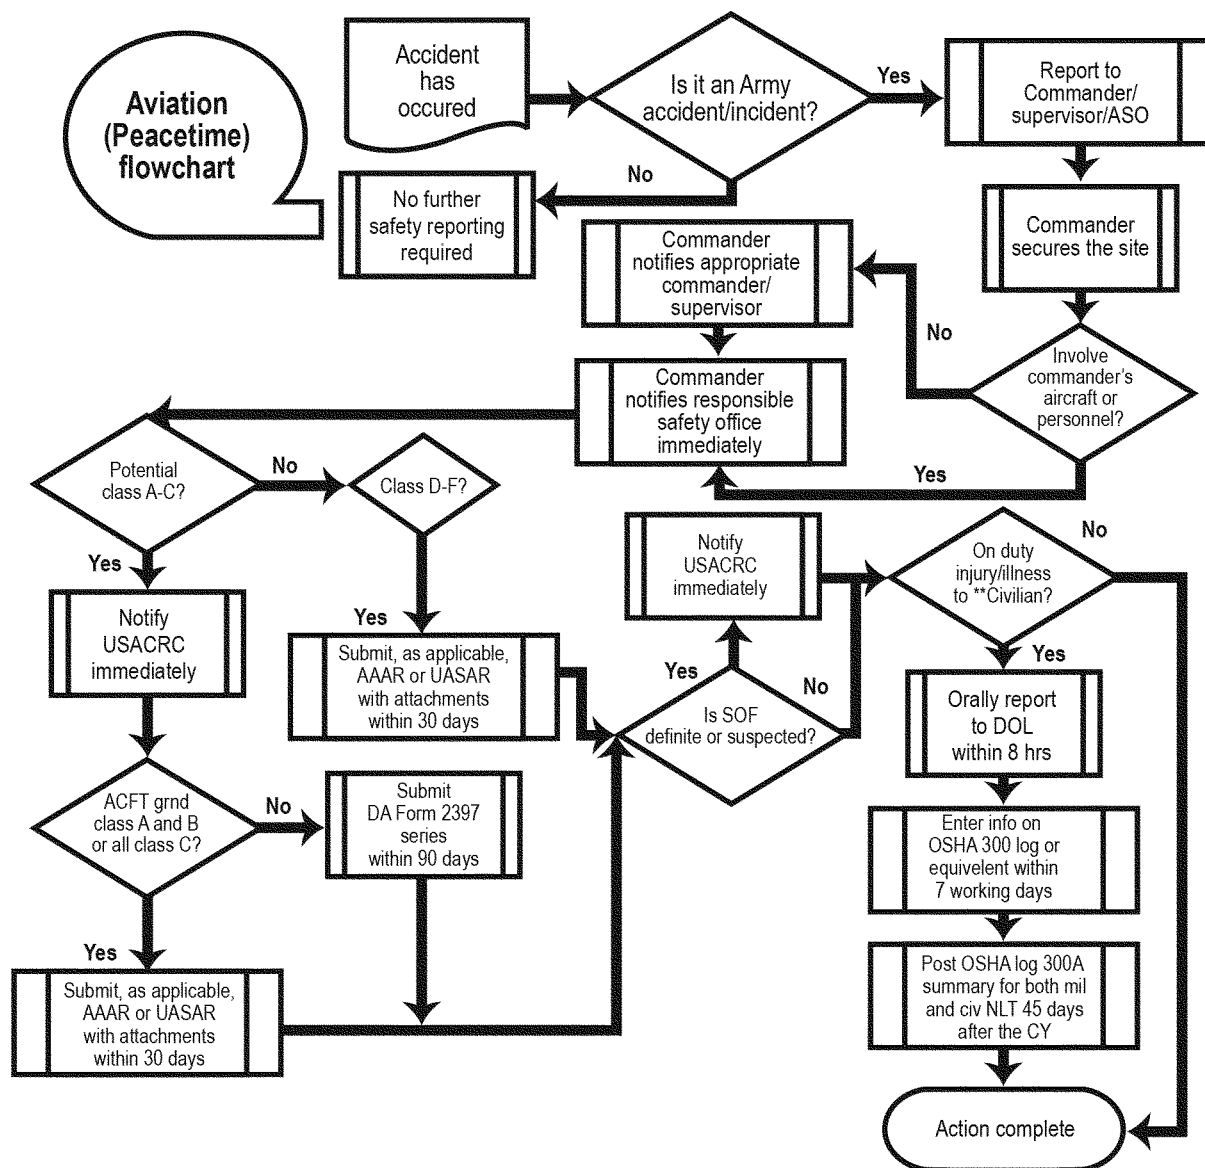 Aviation
(Peacetime)
flowchart
Accident
has
occured
Is it an Army
accident/incident?
Yes
Report to
Commander/
supervisor/ASO
No
No further
safety reporting
required
Commander
secures the site
Commander
notifies appropriate
commander/
supervisor
No
Involve
commander's
aircraft or
personnel?
Commander
notifies responsible
safety office
immediately
Yes
Potential
class A-C?
No
Class D-F?
Yes
Notify
USACRC
immediately
Yes
Submit, as applicable,
AAAR or UASAR
with attachments
within 30 days
ACFT grnd
class A and B
or all class C?
No
Submit
DA Form 2397
series
within 90 days
Yes
Submit, as applicable,
AAAR or UASAR
with attachments
within 30 days
Is SOF
definite or suspected?
Yes
No
Notify
USACRC
immediately
On duty
injury/illness
to **Civilian?
No
Yes
Orally report
to DOL
within 8 hrs
Enter info on
OSHA 300 log or
equivelent within
7 working days
Post OSHA log 300A
summary for both mil
and civ NLT 45 days
after the CY
Action complete